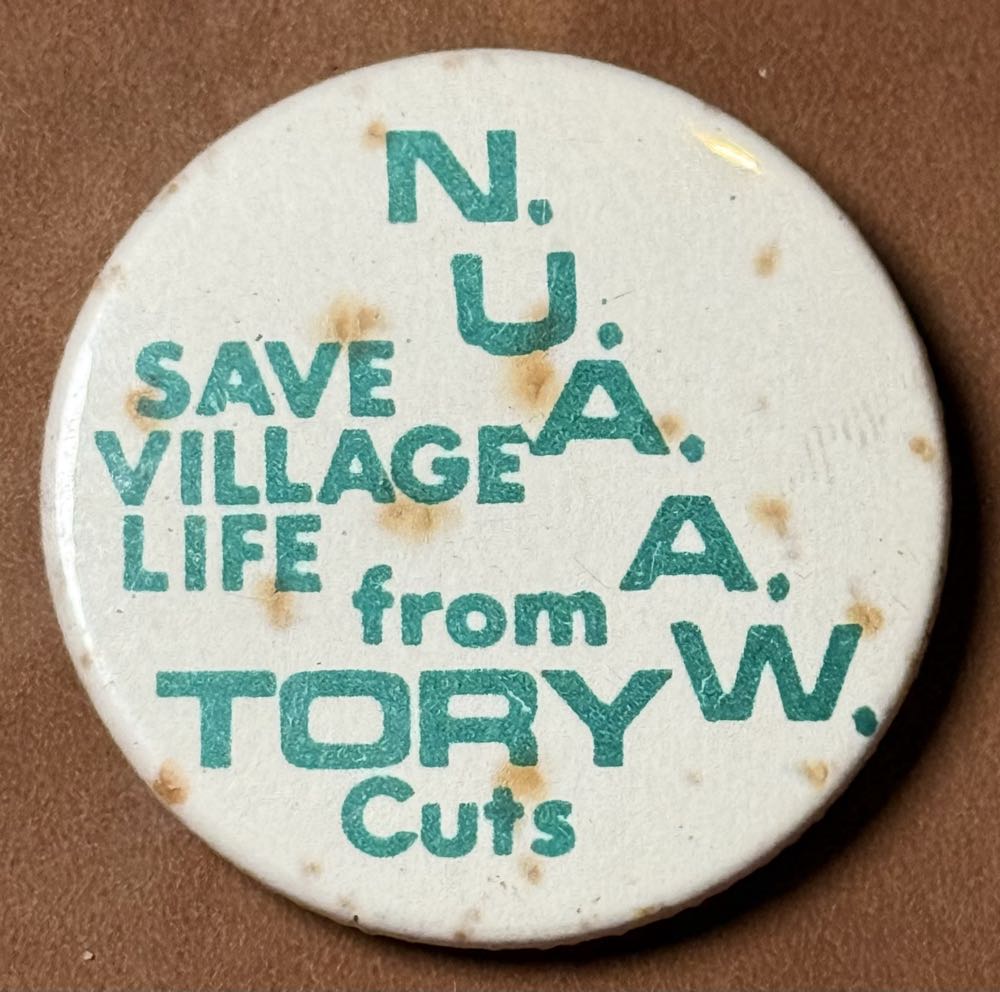 N.
U.
A.
A.
W.
SAVE
VILLAGE
LIFE
from
TORY
Cuts